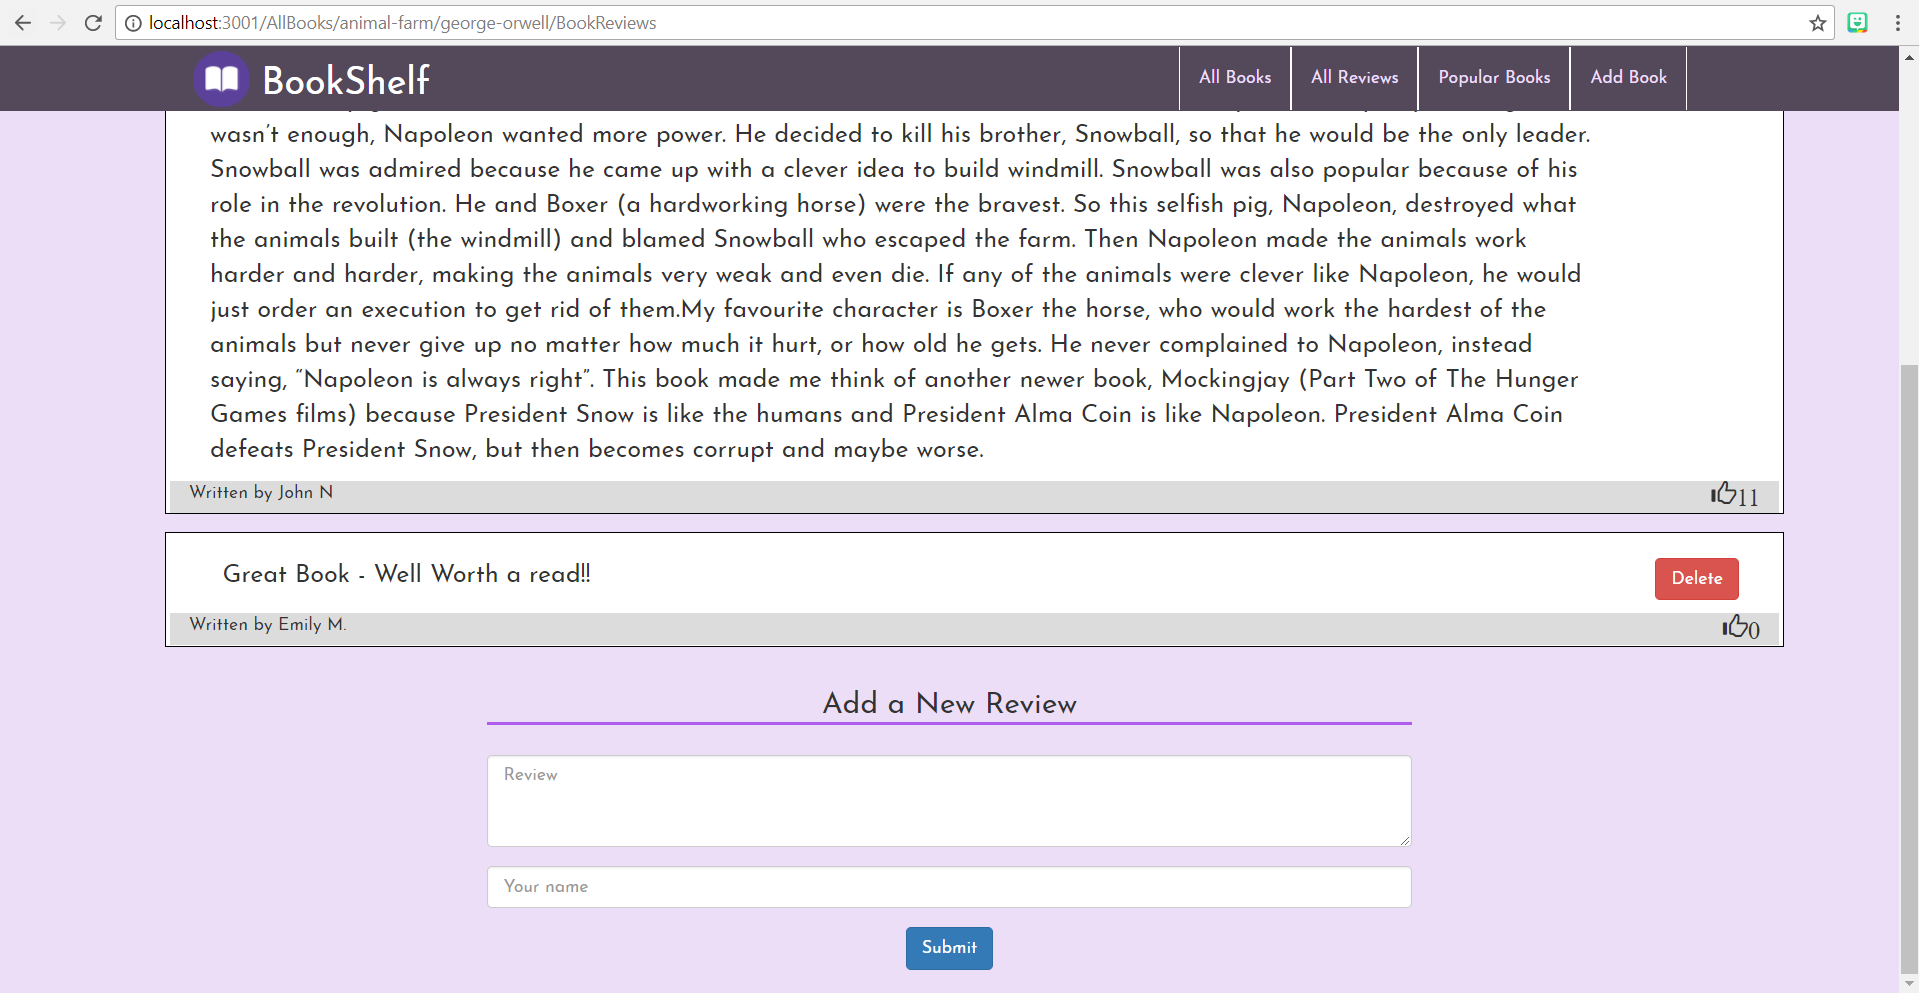 localhost:3001/AllBooks/animal-farm/george-orwell/BookReviews
BookShelf
All Books
All Reviews
Popular Books
Add Book
wasn’t enough, Napoleon wanted more power. He decided to kill his brother, Snowball, so that he would be the only leader.
Snowball was admired because he came up with a clever idea to build windmill. Snowball was also popular because of his
role in the revolution. He and Boxer (a hardworking horse) were the bravest. So this selfish pig, Napoleon, destroyed what
the animals built (the windmill) and blamed Snowball who escaped the farm. Then Napoleon made the animals work
harder and harder, making the animals very weak and even die. If any of the animals were clever like Napoleon, he would
just order an execution to get rid of them.My favourite character is Boxer the horse, who would work the hardest of the
animals but never give up no matter how much it hurt, or how old he gets. He never complained to Napoleon, instead
saying, “Napoleon is always right”. This book made me think of another newer book, Mockingjay (Part Two of The Hunger
Games films) because President Snow is like the humans and President Alma Coin is like Napoleon. President Alma Coin
defeats President Snow, but then becomes corrupt and maybe worse.
Written by John N
11
Great Book - Well Worth a read!!
Delete
Written by Emily M.
0
Add a New Review
Review
Your name
Submit